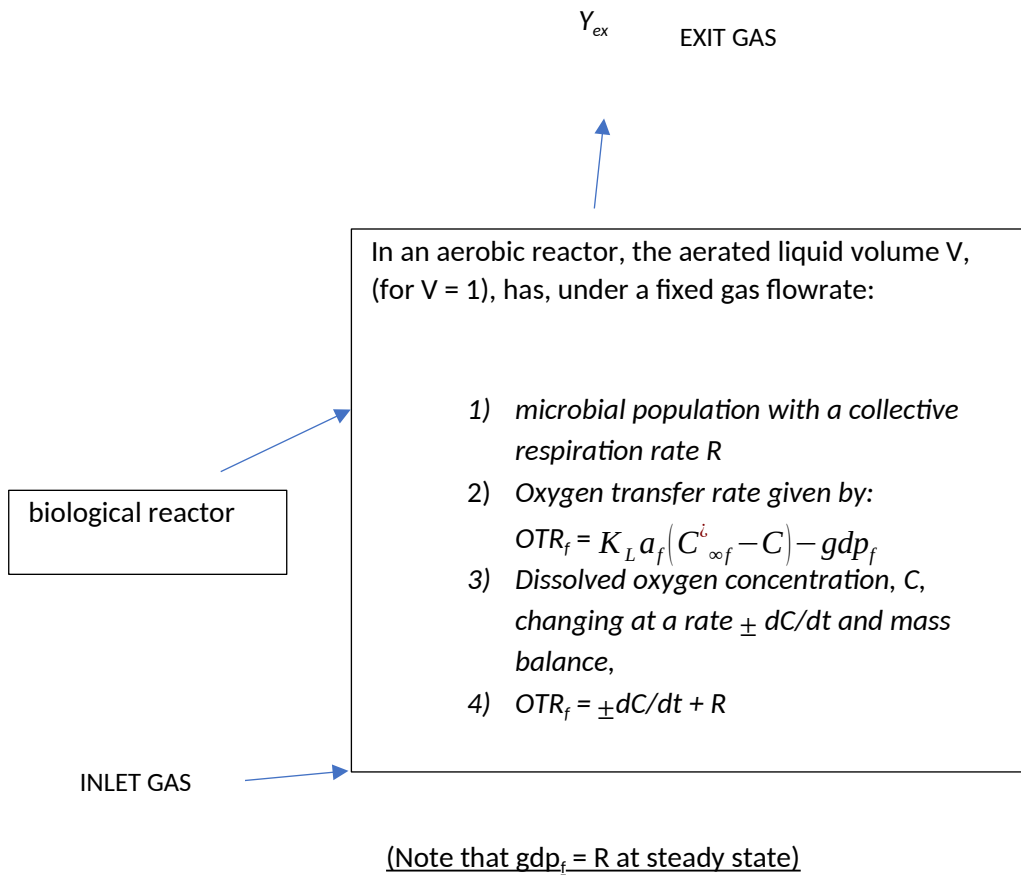 Yₑₓ EXIT GAS
In an aerobic reactor, the aerated liquid volume V,
(for V = 1), has, under a fixed gas flowrate:
1) microbial population with a collective
respiration rate R
2) Oxygen transfer rate given by:
OTR_f = K_L a_f (C^¿_∞f − C) − gdp_f
3) Dissolved oxygen concentration, C,
changing at a rate ± dC/dt and mass
balance,
4) OTR_f = ±dC/dt + R
biological reactor
INLET GAS
(Note that gdp_f = R at steady state)